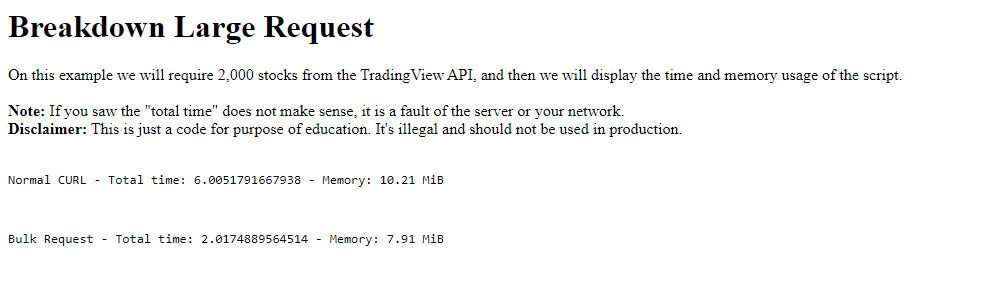 Breakdown Large Request
On this example we will require 2,000 stocks from the TradingView API, and then we will display the time and memory usage of the script.
Note: If you saw the "total time" does not make sense, it is a fault of the server or your network.
Disclaimer: This is just a code for purpose of education. It's illegal and should not be used in production.
Normal CURL - Total time: 6.0051791667938 - Memory: 10.21 MiB
Bulk Request - Total time: 2.0174889564514 - Memory: 7.91 MiB